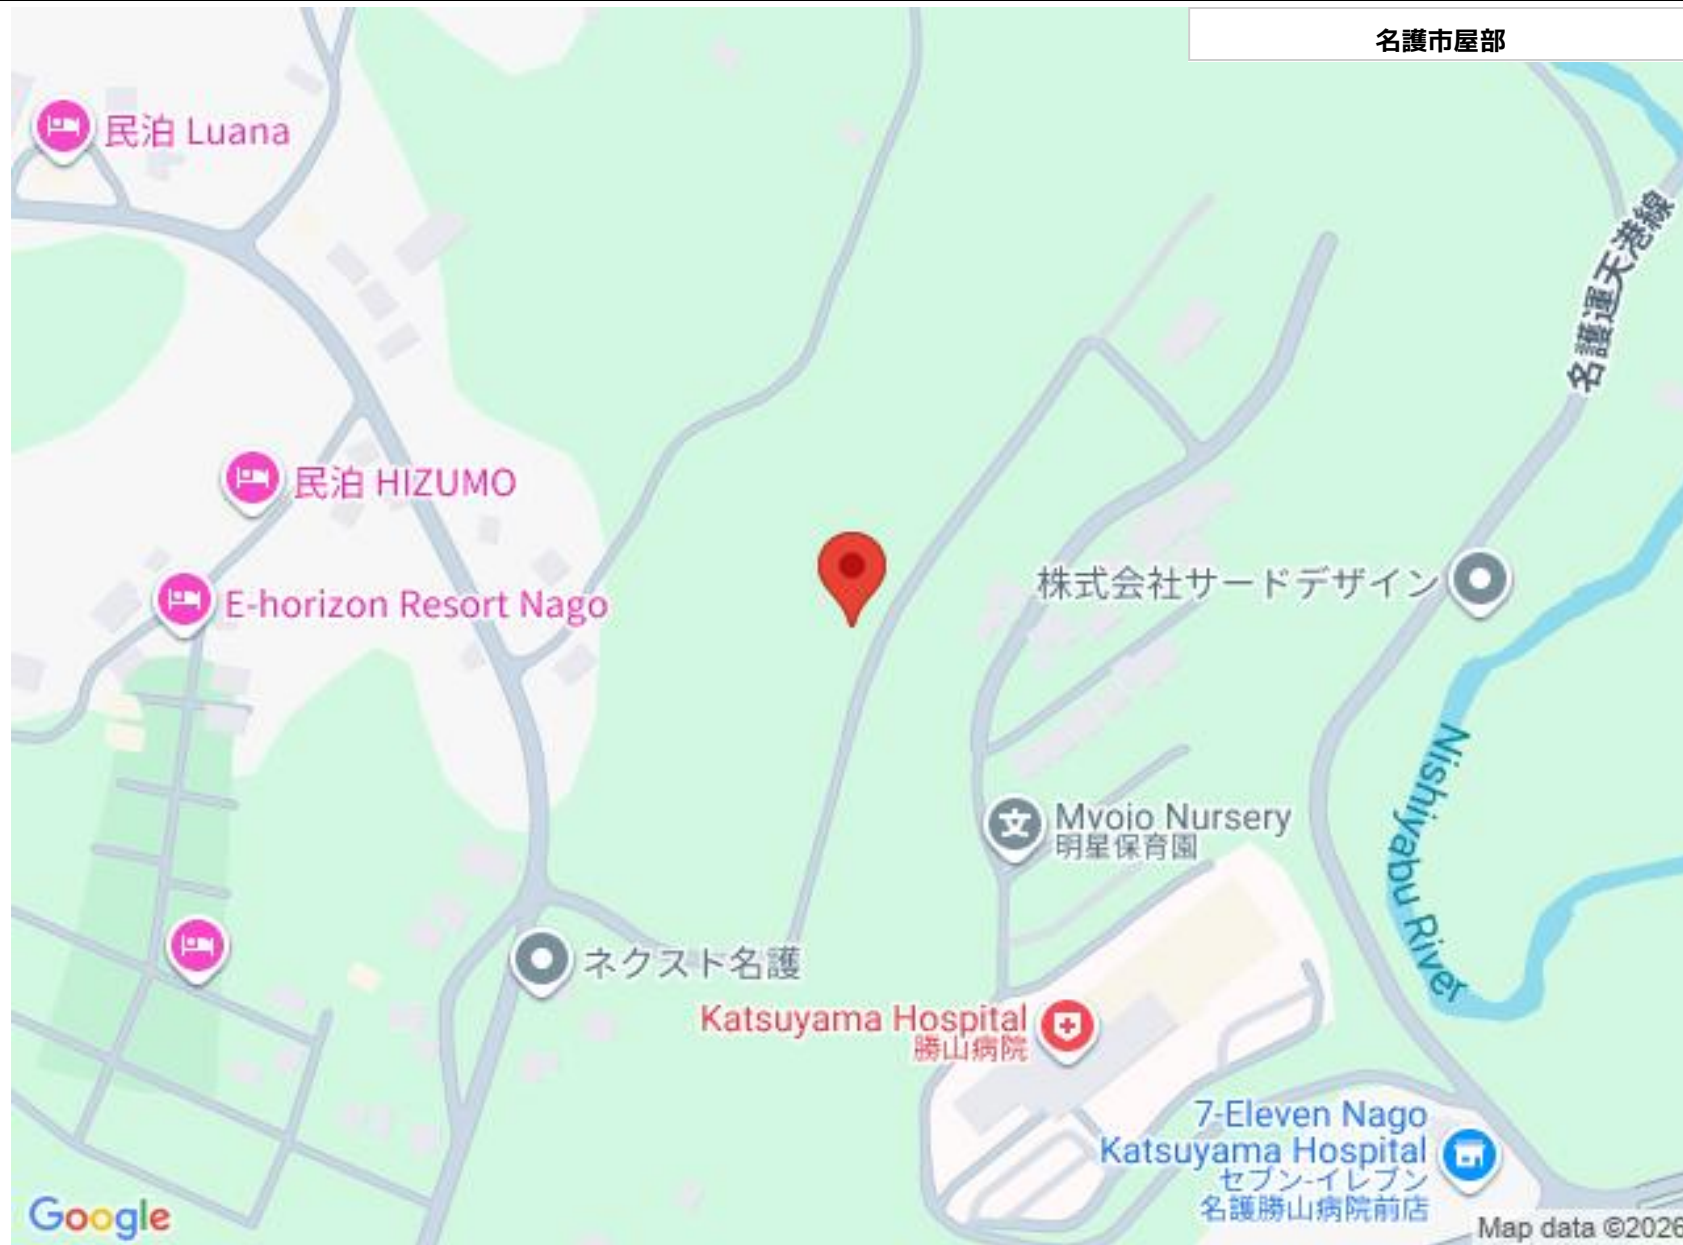 名護市屋部
民泊 Luana
名護運天港線
民泊 HIZUMO
E-horizon Resort Nago
株式会社サードデザイン
Nishiyabu River
Mvoio Nursery
明星保育園
ネクスト名護
Katsuyama Hospital
勝山病院
7-Eleven Nago
Katsuyama Hospital
セブン-イレブン
名護勝山病院前店
Google
Map data ©2026